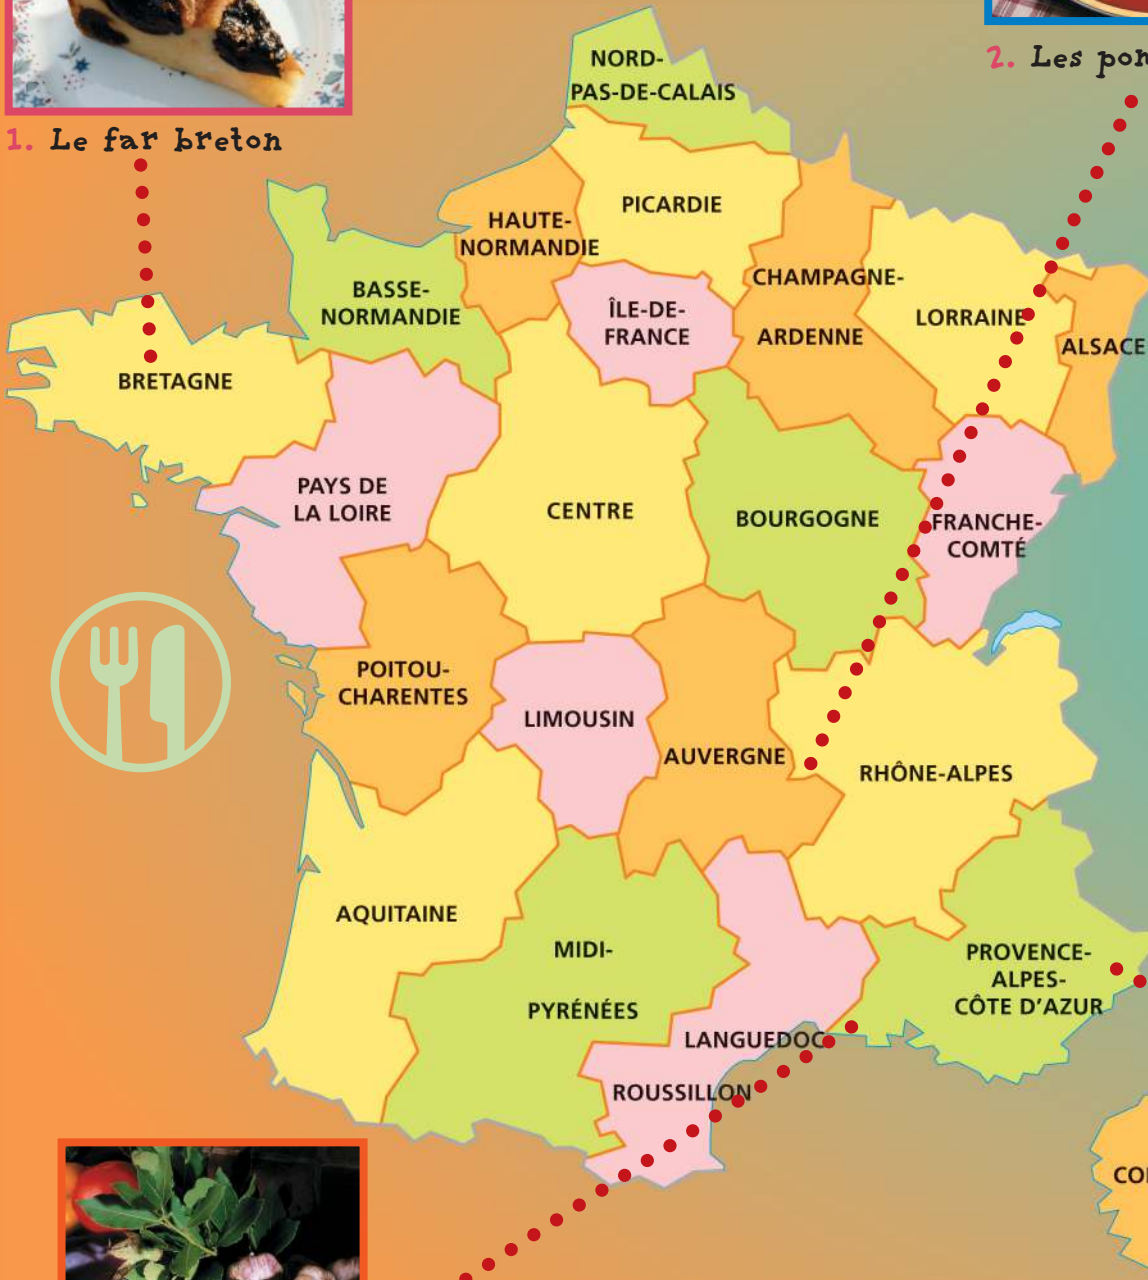 1. Le far breton
2. Les
NORD-
PAS-DE-CALAIS
PICARDIE
HAUTE-
NORMANDIE
BASSE-
NORMANDIE
ÎLE-DE-
FRANCE
CHAMPAGNE-
ARDENNE
LORRAINE
ALSACE
BRETAGNE
PAYS DE
LA LOIRE
CENTRE
BOURGOGNE
FRANCHE-
COMTÉ
POITOU-
CHARENTES
LIMOUSIN
AUVERGNE
RHÔNE-ALPES
AQUITAINE
MIDI-
PYRÉNÉES
LANGUEDOC
ROUSSILLON
PROVENCE-
ALPES-
CÔTE D'AZUR